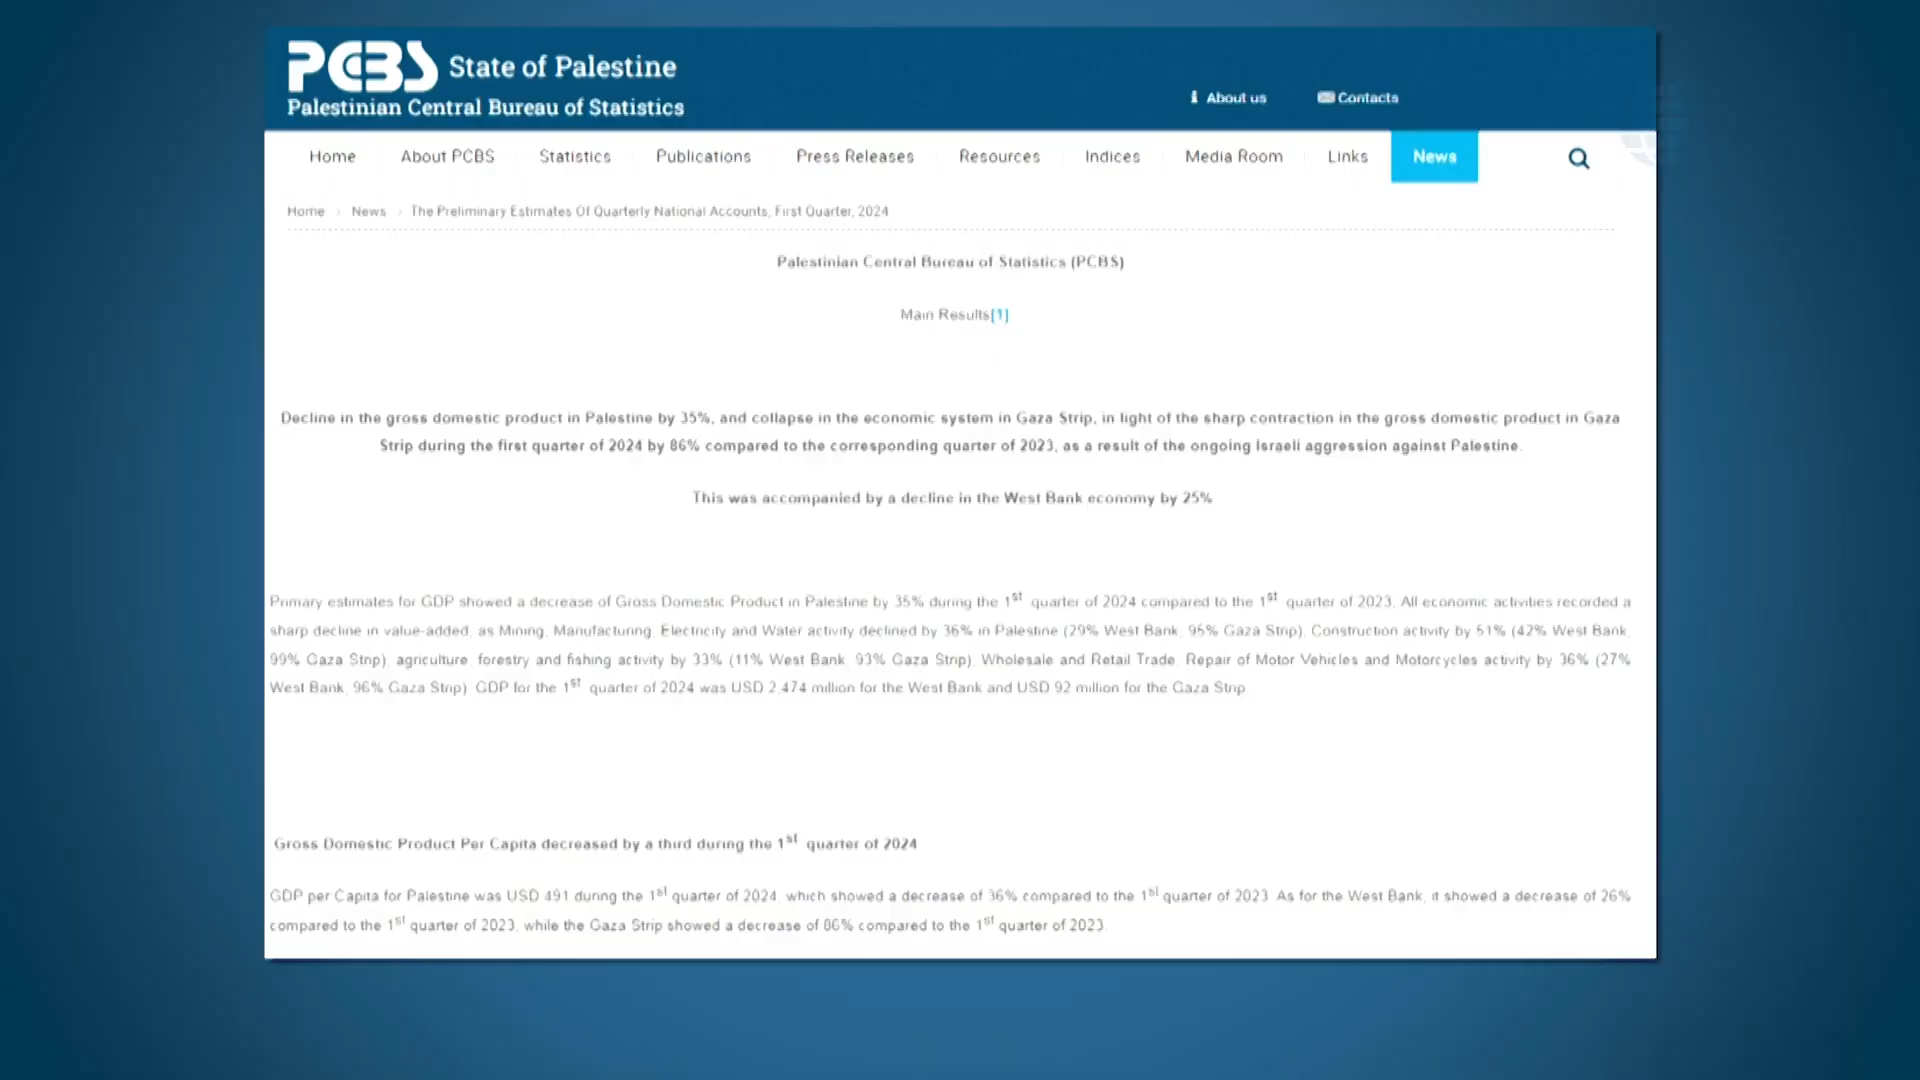 PCBS State of Palestine
Palestinian Central Bureau of Statistics
About us
Contacts
Home
About PCBS
Statistics
Publications
Press Releases
Resources
Indices
Media Room
Links
News
Home › News › The Preliminary Estimates Of Quarterly National Accounts, First Quarter, 2024
Palestinian Central Bureau of Statistics (PCBS)
Main Results[1]
Decline in the gross domestic product in Palestine by 35%, and collapse in the economic system in Gaza Strip, in light of the sharp contraction in the gross domestic product in Gaza
Strip during the first quarter of 2024 by 86% compared to the corresponding quarter of 2023, as a result of the ongoing Israeli aggression against Palestine.
This was accompanied by a decline in the West Bank economy by 25%
Primary estimates for GDP showed a decrease of Gross Domestic Product in Palestine by 35% during the 1st quarter of 2024 compared to the 1st quarter of 2023. All economic activities recorded a
sharp decline in value-added, as Mining, Manufacturing, Electricity and Water activity declined by 36% in Palestine (29% West Bank, 95% Gaza Strip), Construction activity by 51% (42% West Bank,
99% Gaza Strip), agriculture, forestry and fishing activity by 33% (11% West Bank, 93% Gaza Strip), Wholesale and Retail Trade, Repair of Motor Vehicles and Motorcycles activity by 36% (27%
West Bank, 96% Gaza Strip). GDP for the 1st quarter of 2024 was USD 2,474 million for the West Bank and USD 92 million for the Gaza Strip
Gross Domestic Product Per Capita decreased by a third during the 1st quarter of 2024
GDP per Capita for Palestine was USD 491 during the 1st quarter of 2024, which showed a decrease of 36% compared to the 1st quarter of 2023. As for the West Bank, it showed a decrease of 26%
compared to the 1st quarter of 2023, while the Gaza Strip showed a decrease of 86% compared to the 1st quarter of 2023.